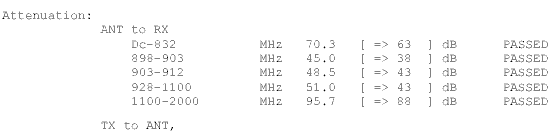 Attenuation:
ANT to RX
Dc-832 MHz 70.3 [ => 63 ] dB PASSED
898-903 MHz 45.0 [ => 38 ] dB PASSED
903-912 MHz 48.5 [ => 43 ] dB PASSED
928-1100 MHz 51.0 [ => 43 ] dB PASSED
1100-2000 MHz 95.7 [ => 88 ] dB PASSED
TX to ANT,